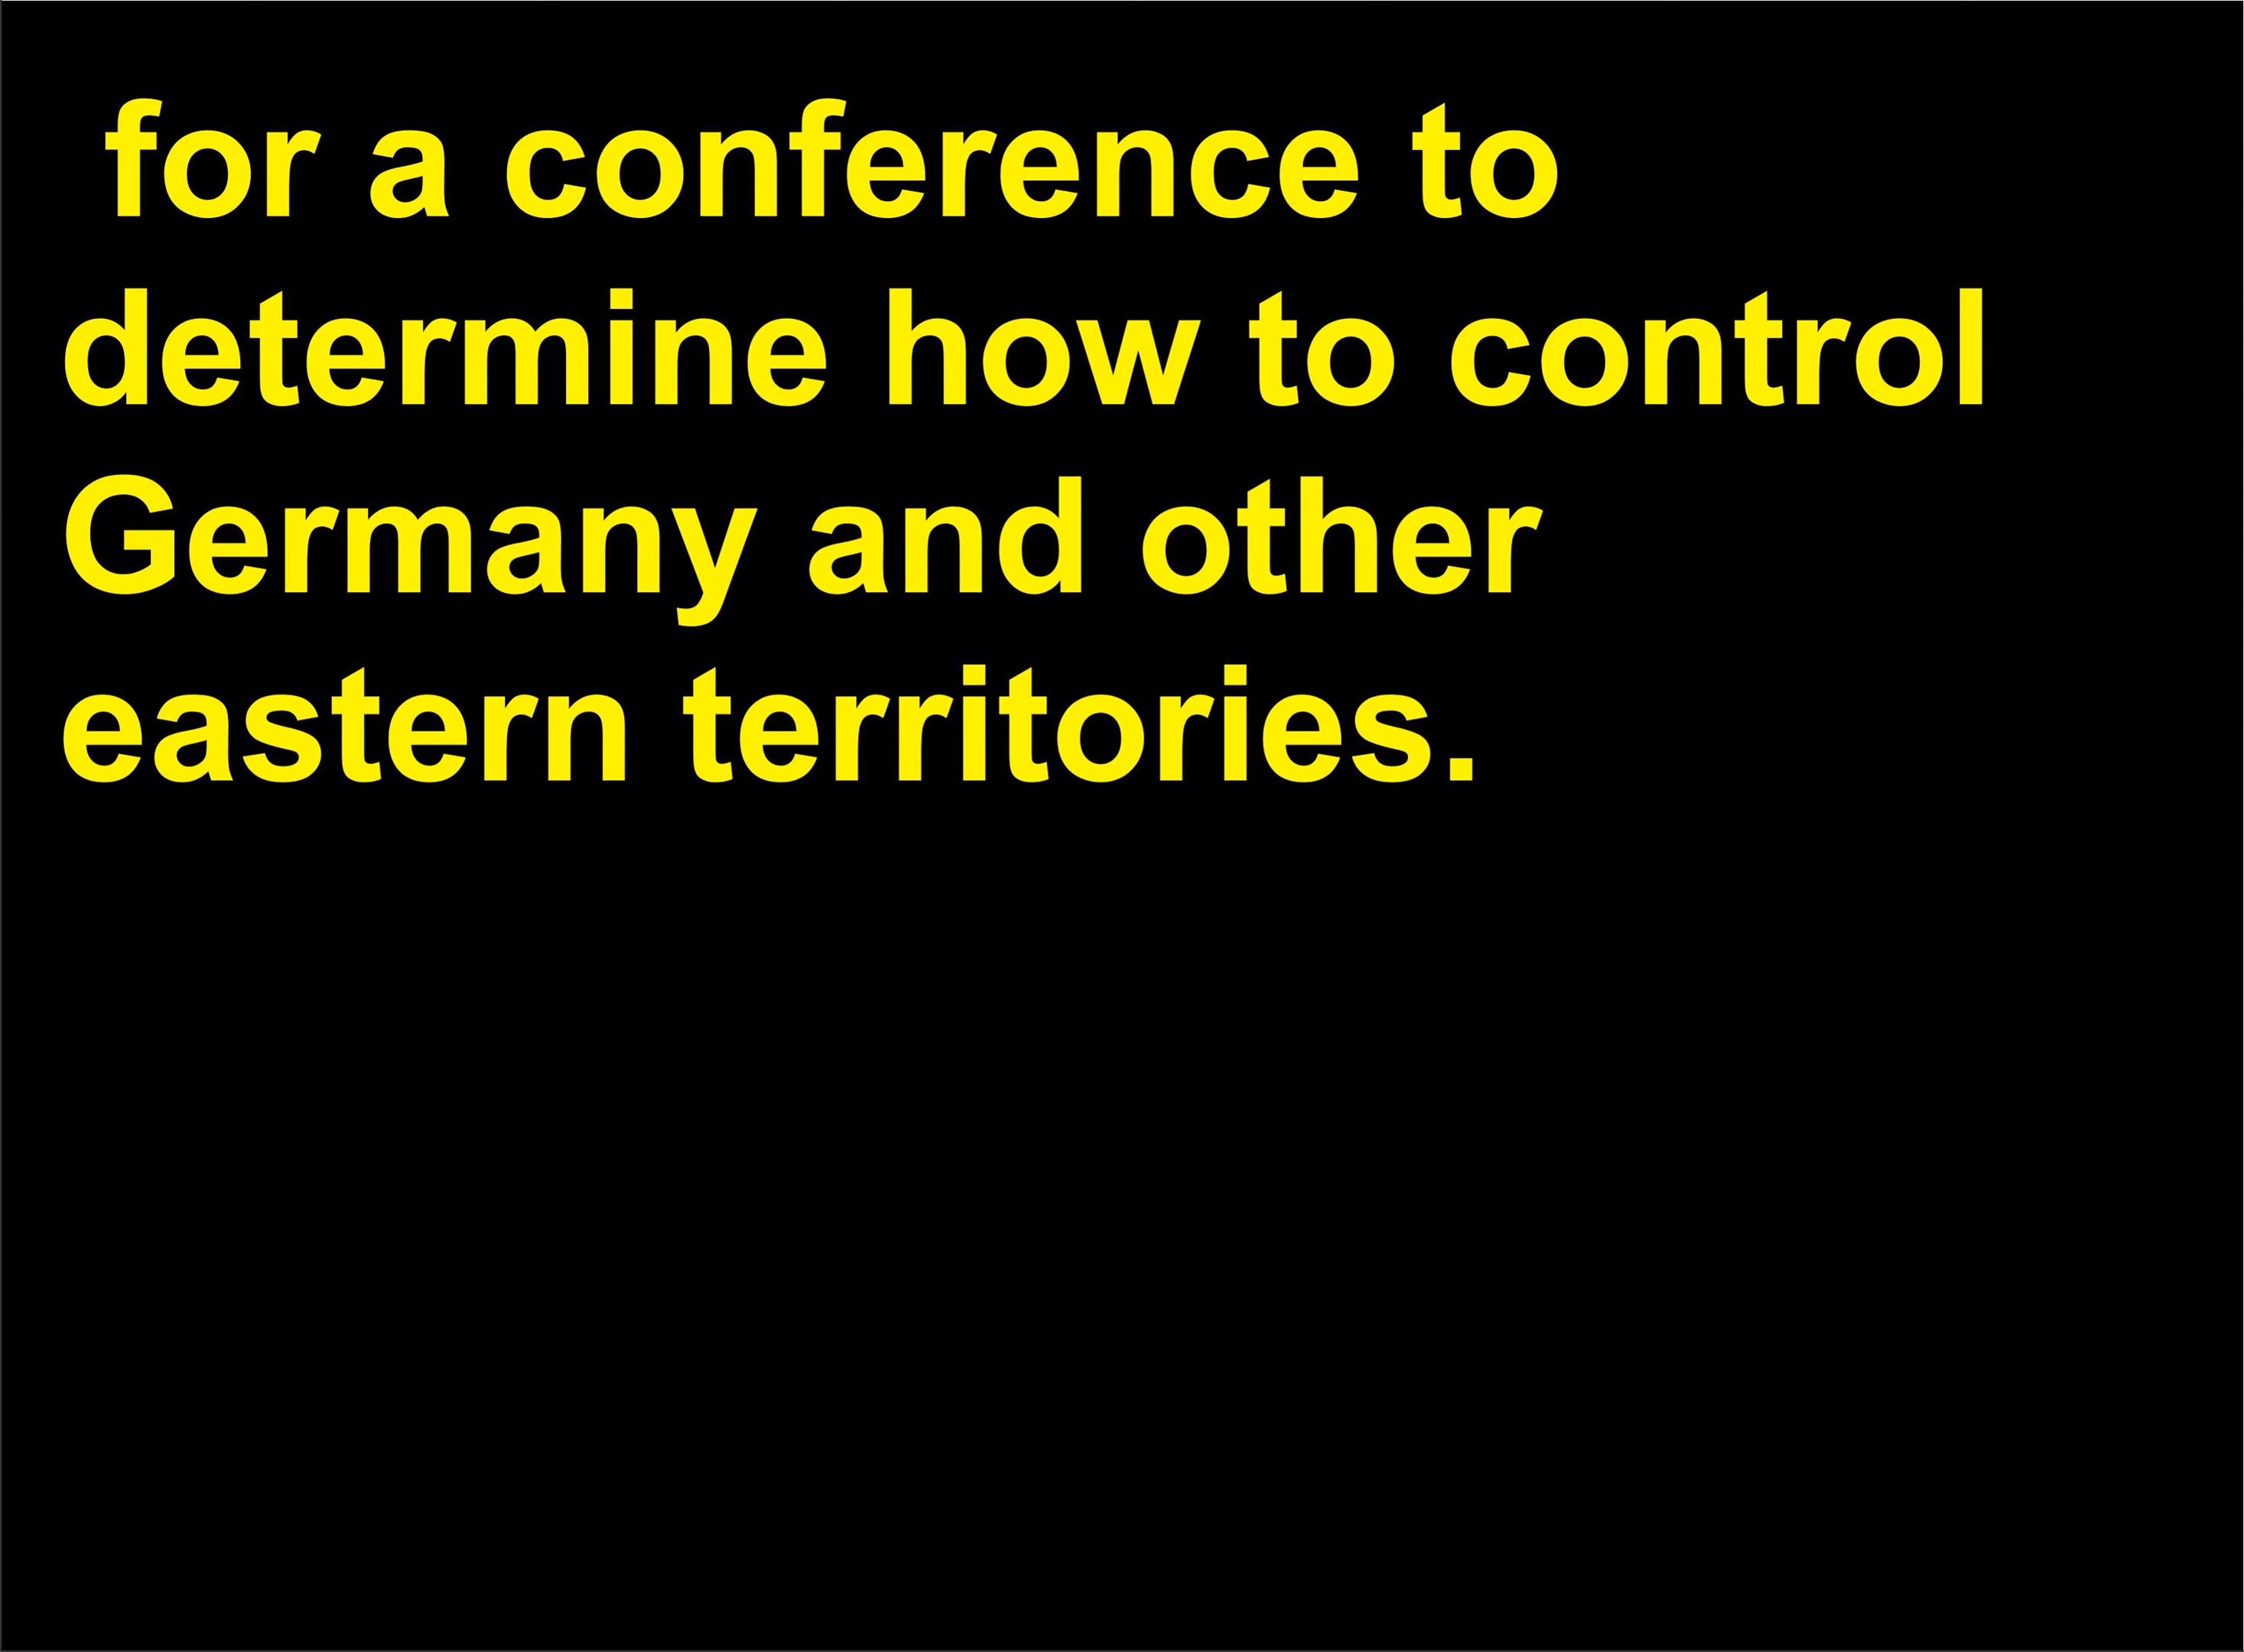 for a conference to
determine how to control
Germany and other
eastern territories.